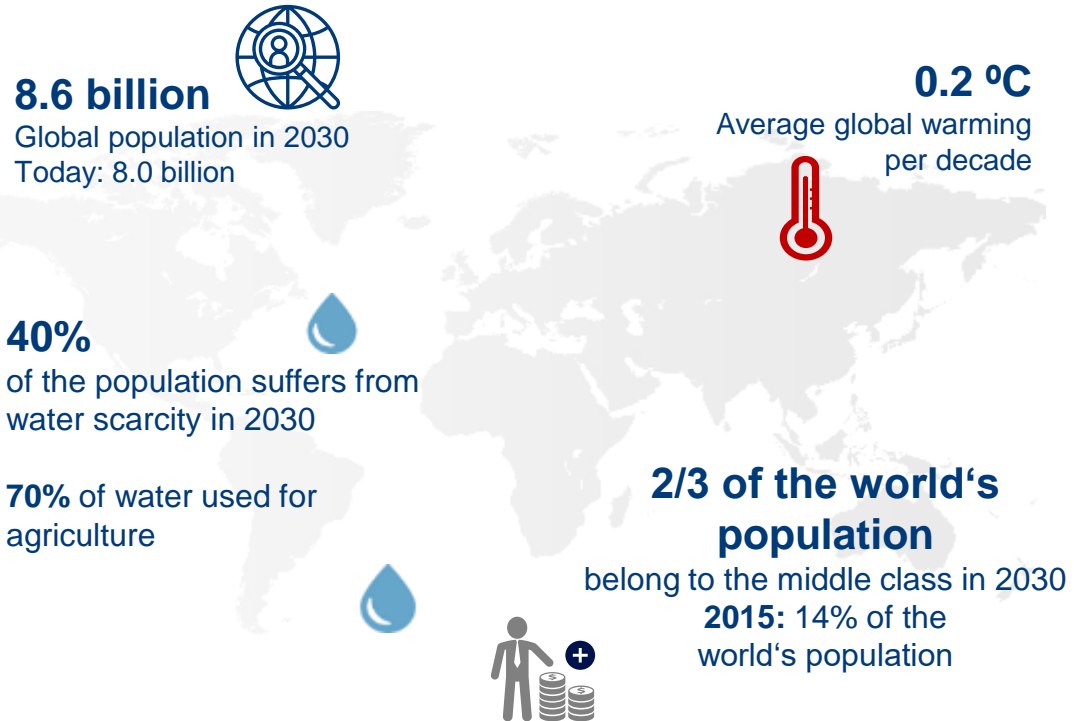 8.6 billion
Global population in 2030
Today: 8.0 billion
0.2 ºC
Average global warming
per decade
40%
of the population suffers from
water scarcity in 2030
70% of water used for
agriculture
2/3 of the world‘s
population
belong to the middle class in 2030
2015: 14% of the
world‘s population
$
$